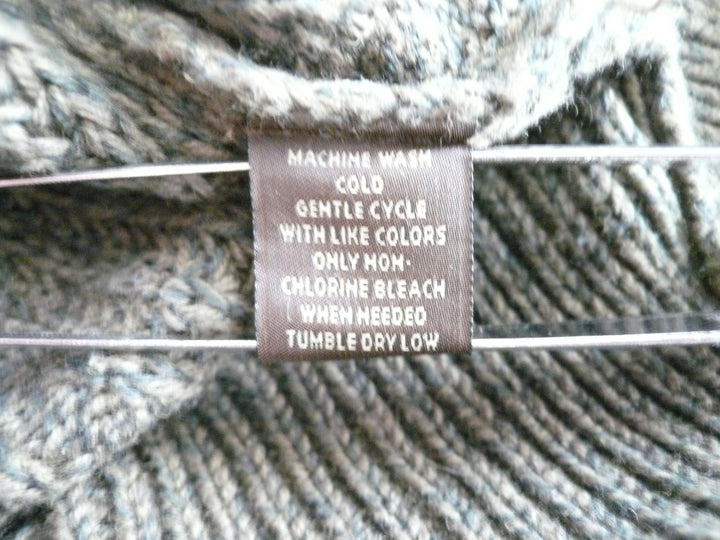 MACHINE WASH
COLD
GENTLE CYCLE
WITH LIKE COLORS
ONLY NON-
CHLORINE BLEACH
WHEN NEEDED
TUMBLE DRY LOW